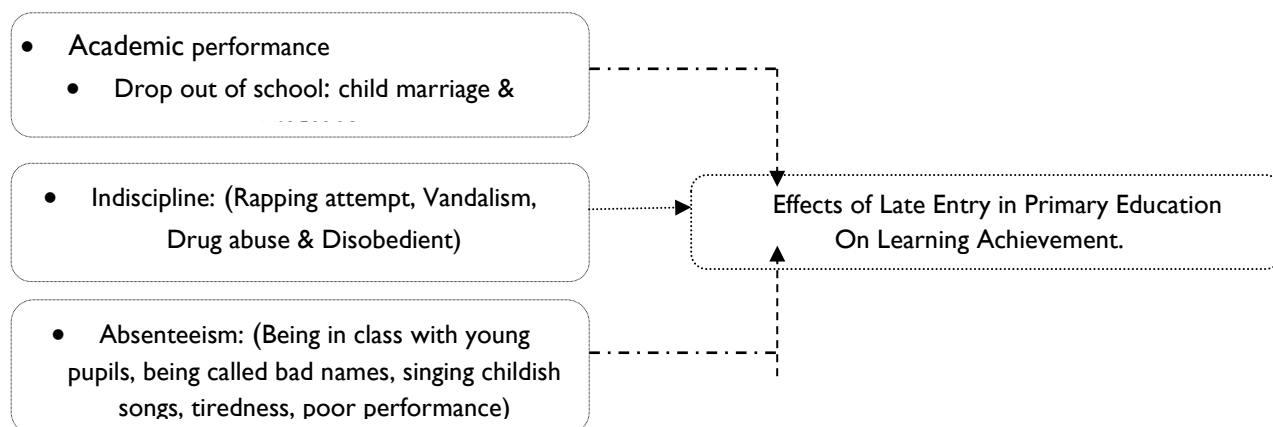 • Academic performance
• Drop out of school: child marriage &
• Indiscipline: (Rapping attempt, Vandalism,
Drug abuse & Disobedient)
• Absenteeism: (Being in class with young
pupils, being called bad names, singing childish
songs, tiredness, poor performance)
Effects of Late Entry in Primary Education
On Learning Achievement.